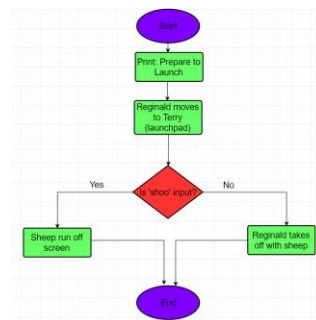 Start
Print: Prepare to
Launch
Reginald moves
to Terry
(launchpad)
Is 'shoo' input?
Yes
No
Sheep run off
screen
Reginald takes
off with sheep
End